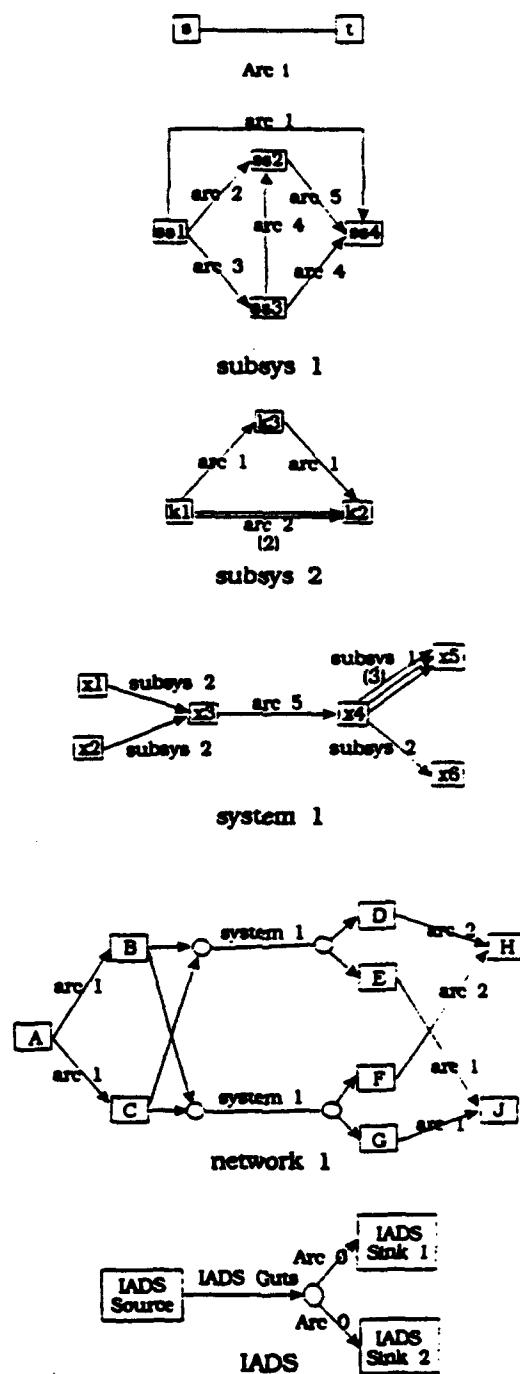 s t
Arc i
arc 1
ss2
arc 2 arc 5
arc 4
ss1 ss4
arc 3 arc 4
ss3
subsys 1
k3
arc 1 arc 1
k1 k2
arc 2
(2)
subsys 2
subsys 1 x5
(3)
x1 subsys 2
x3 arc 5 x4
x2 subsys 2 subsys 2
x6
system 1
D
B system 1 arc 2 H
E
arc 1 arc 2
A
arc 1 F arc 1
C system 1 J
G arc 1
network 1
IADS
Sink 1
Arc 0
IADS Guts
IADS
Source
Arc 0
IADS
Sink 2
IADS